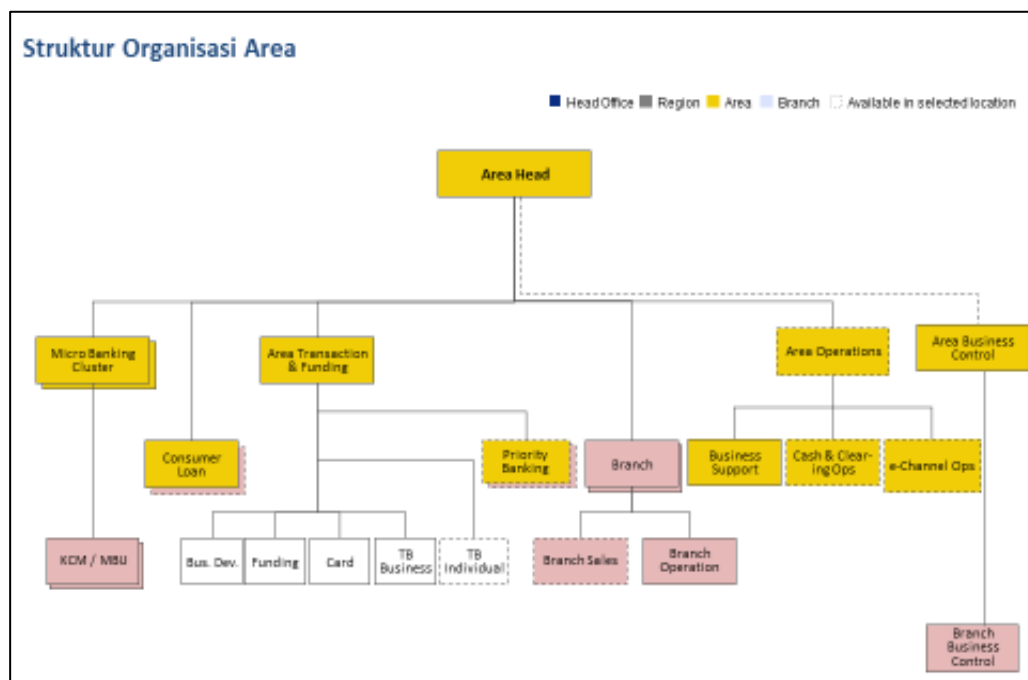 Struktur Organisasi Area
Head Office Region Area Branch Available in selected location
Area Head
Micro Banking
Cluster
Area Transaction
& Funding
Area Operations
Area Business
Control
Consumer
Loan
Priority
Banking
Branch
Business
Support
Cash & Clear-
ing Ops
e-Channel Ops
KCM / MBU
Bus. Dev.
Funding
Card
TB
Business
TB
Individual
Branch Sales
Branch
Operation
Branch
Business
Control